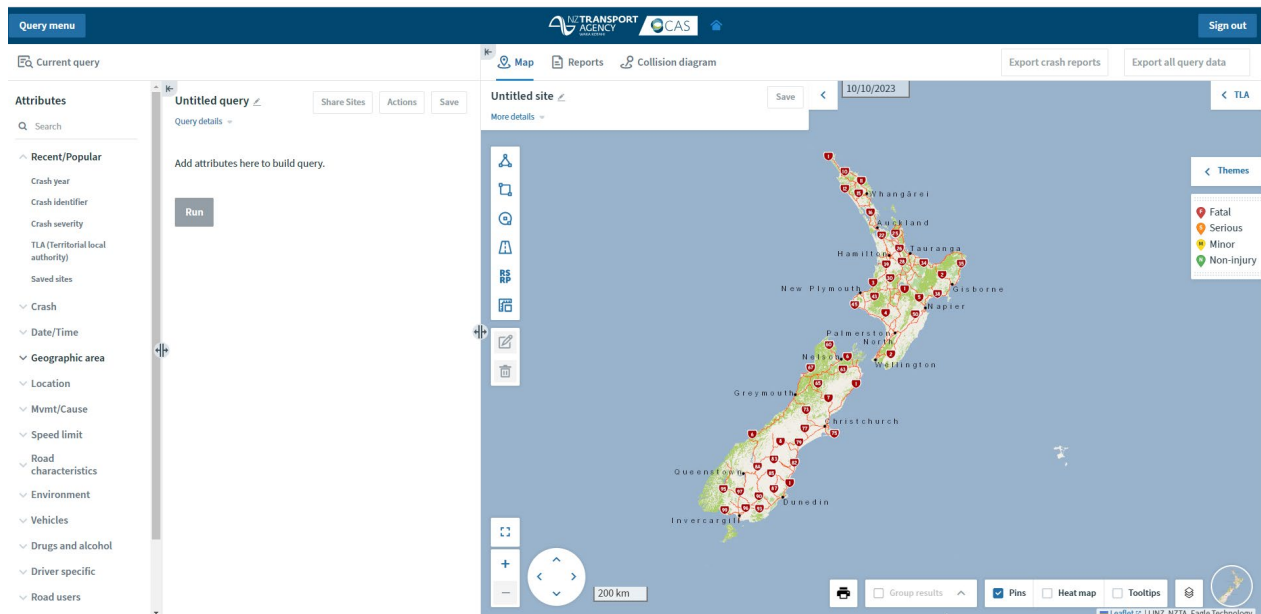 Query menu
NZ TRANSPORT
AGENCY
WAKA KOTAHI
CAS
Sign out
Current query
Map
Reports
Collision diagram
Export crash reports
Export all query data
Attributes
Search
Recent/Popular
Crash year
Crash identifier
Crash severity
TLA (Territorial local
authority)
Saved sites
Crash
Date/Time
Geographic area
Location
Mvmt/Cause
Speed limit
Road
characteristics
Environment
Vehicles
Drugs and alcohol
Driver specific
Road users
Untitled query
Share Sites
Actions
Save
Query details
Add attributes here to build query.
Run
Untitled site
Save
More details
10/10/2023
TLA
Themes
Fatal
Serious
Minor
Non-injury
RS
RP
Whangārei
Auckland
Tauranga
Hamilton
New Plymouth
Gisborne
Napier
Palmerston
North
Nelson
Wellington
Greymouth
Christchurch
Queenstown
Dunedin
Invercargill
200 km
Group results
Pins
Heat map
Tooltips
Leaflet | LINZ, NZTA, Eagle Technology